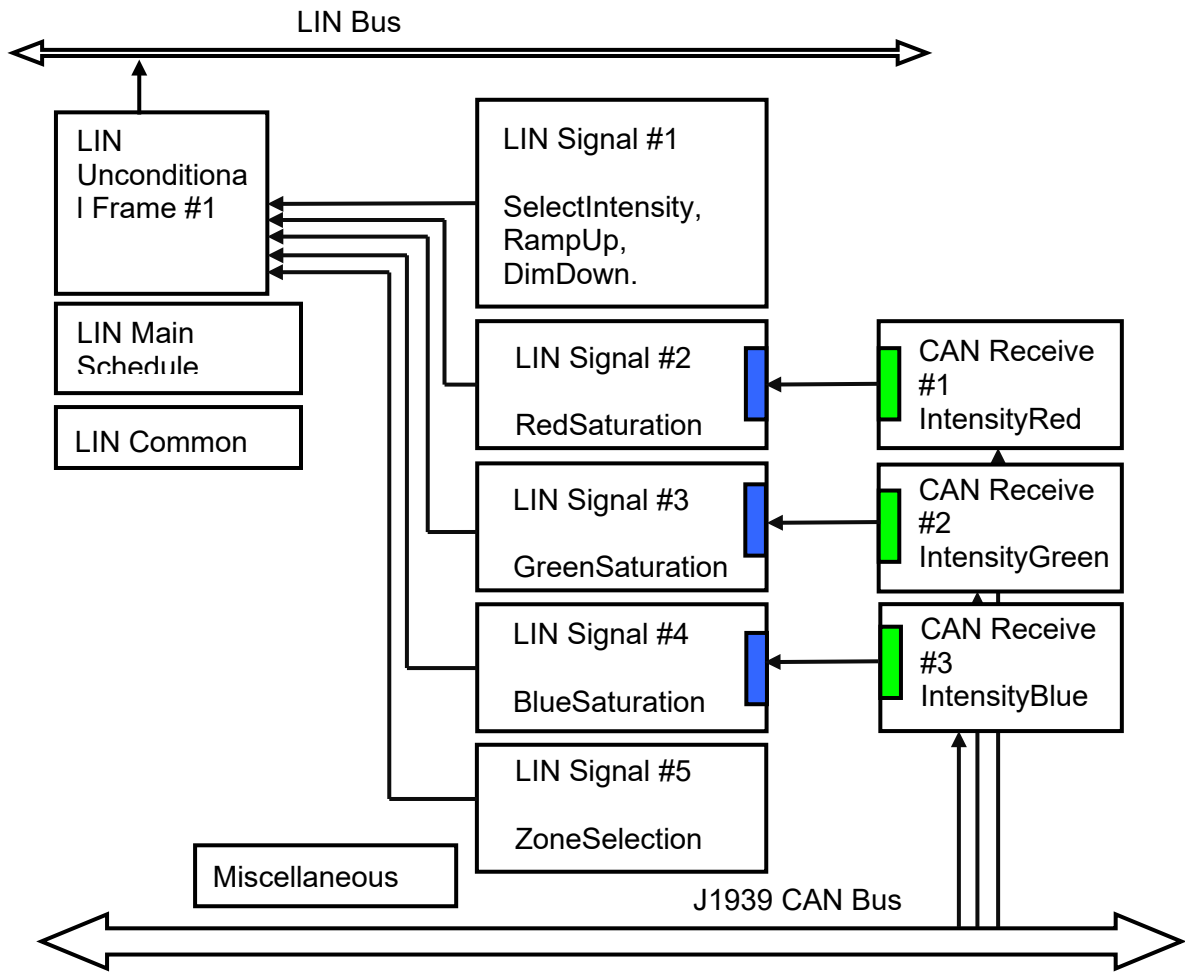 LIN Bus
LIN
Unconditiona
l Frame #1
LIN Main
Schedule
LIN Common
LIN Signal #1
SelectIntensity,
RampUp,
DimDown.
LIN Signal #2
RedSaturation
LIN Signal #3
GreenSaturation
LIN Signal #4
BlueSaturation
LIN Signal #5
ZoneSelection
CAN Receive
#1
IntensityRed
CAN Receive
#2
IntensityGreen
CAN Receive
#3
IntensityBlue
Miscellaneous
J1939 CAN Bus